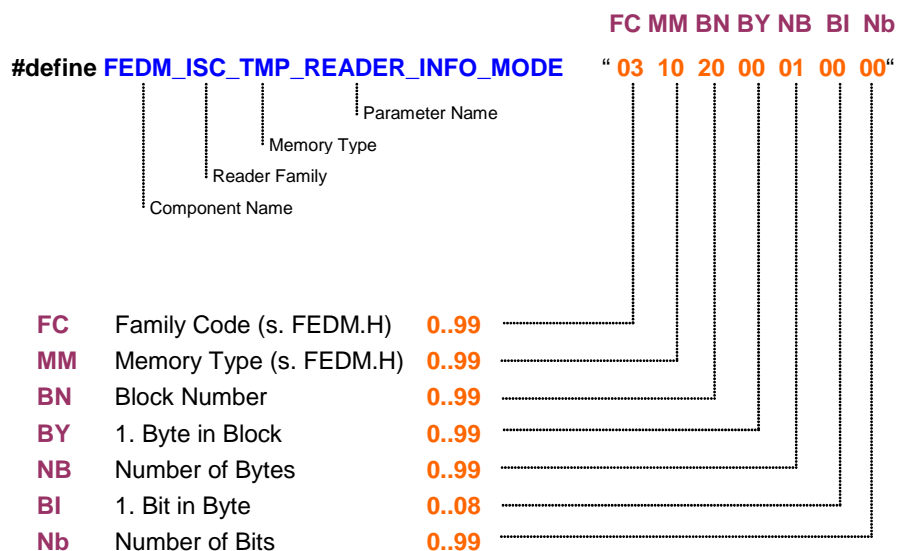 FC MM BN BY NB BI Nb
#define FEDM_ISC_TMP_READER_INFO_MODE “ 03 10 20 00 01 00 00“
Parameter Name
Memory Type
Reader Family
Component Name
FC Family Code (s. FEDM.H) 0..99
MM Memory Type (s. FEDM.H) 0..99
BN Block Number 0..99
BY 1. Byte in Block 0..99
NB Number of Bytes 0..99
BI 1. Bit in Byte 0..08
Nb Number of Bits 0..99